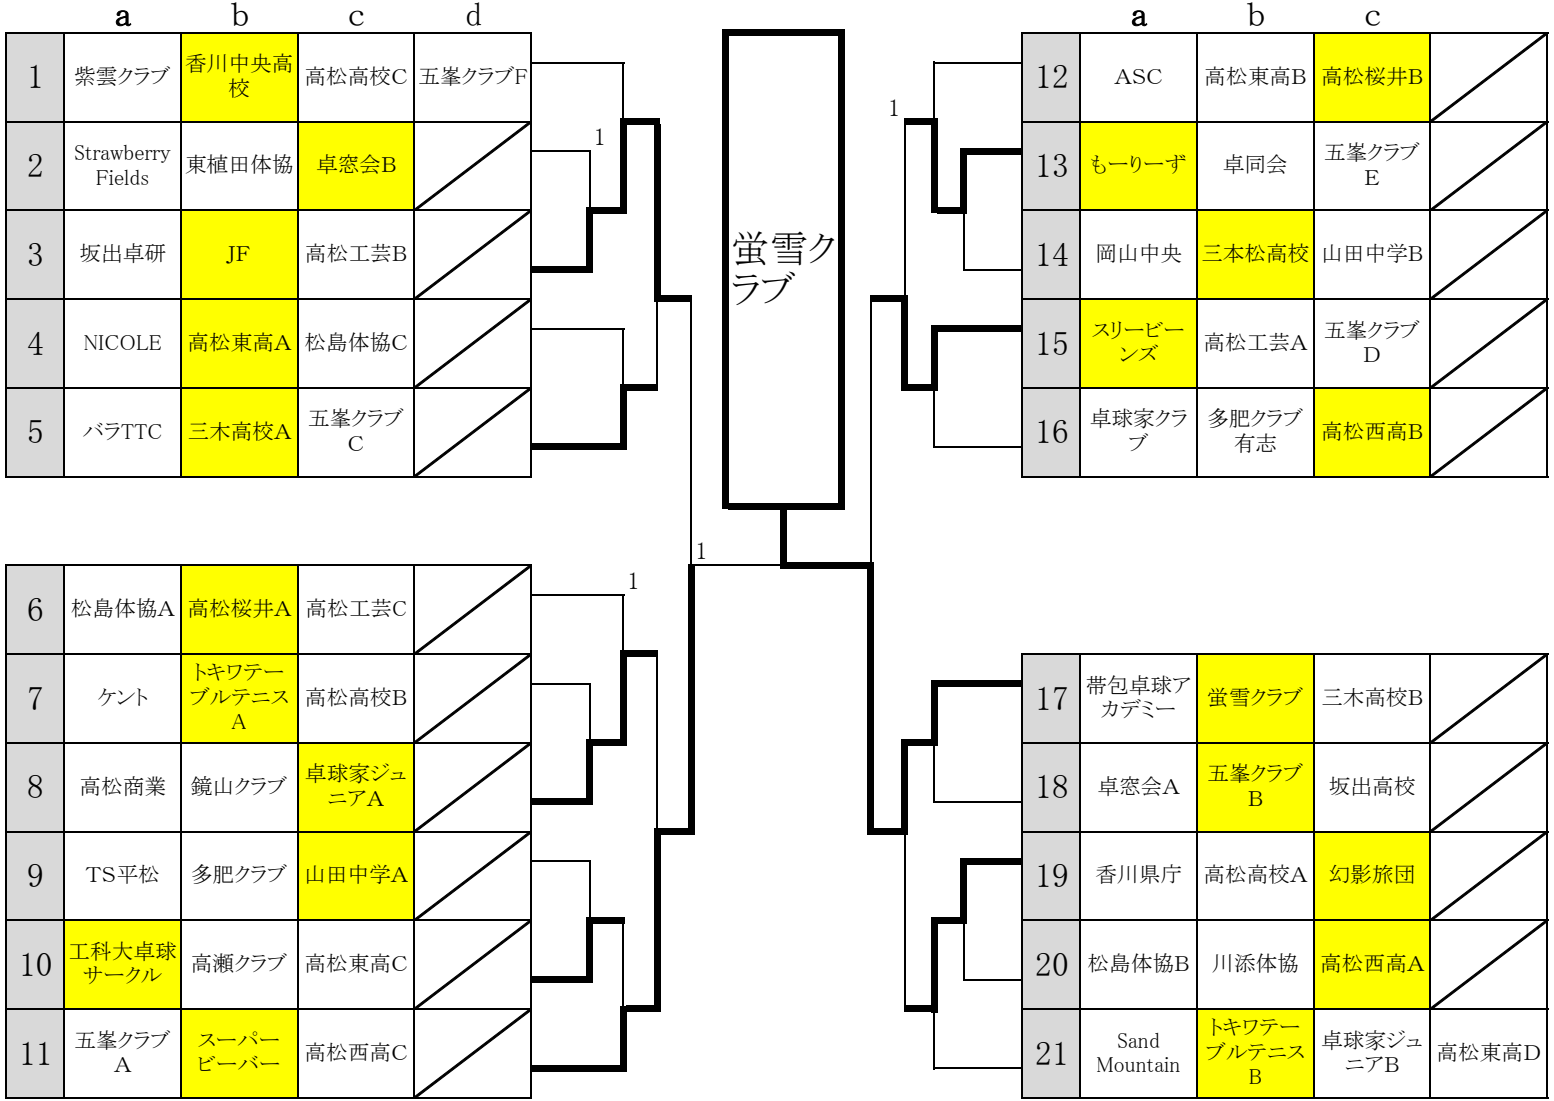 a b c d
1 紫雲クラブ 香川中央高 高松高校C 五峯クラブF
校
1
2 Strawberry 東植田体協 卓窓会B
Fields
3 坂出卓研 JF 高松工芸B
4 NICOLE 高松東高A 松島体協C
5 バラTTC 三木高校A 五峯クラブ
C
1
6 松島体協A 高松桜井A 高松工芸C
1
7 ケント トキワテー 高松高校B
ブルテニス
A
8 高松商業 鏡山クラブ 卓球家ジュ
ニアA
9 TS平松 多肥クラブ 山田中学A
10 工科大卓球 高瀬クラブ 高松東高C
サークル
11 五峯クラブ スーパー 高松西高C
A ビーバー
蛍雪ク
ラブ
a b c
12 ASC 高松東高B 高松桜井B
1
13 もーりーず 卓同会 五峯クラブ
E
14 岡山中央 三本松高校 山田中学B
15 スリービー 高松工芸A 五峯クラブ
ンズ D
16 卓球家クラ 多肥クラブ 高松西高B
ブ 有志
17 帯包卓球ア 蛍雪クラブ 三木高校B
カデミー
18 卓窓会A 五峯クラブ 坂出高校
B
19 香川県庁 高松高校A 幻影旅団
20 松島体協B 川添体協 高松西高A
21 Sand トキワテー 卓球家ジュ 高松東高D
Mountain ブルテニス ニアB
B